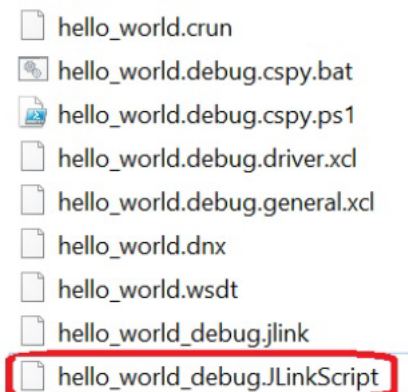 hello_world.crun
hello_world.debug.cspy.bat
hello_world.debug.cspy.ps1
hello_world.debug.driver.xcl
hello_world.debug.general.xcl
hello_world.dnx
hello_world.wsdt
hello_world_debug.jlink
hello_world_debug.JLinkScript